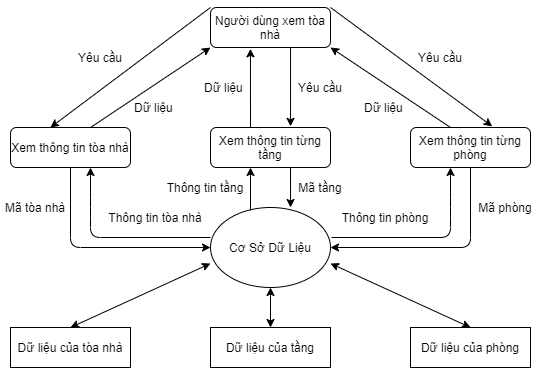 Người dùng xem tòa
nhà
Yêu cầu
Yêu cầu
Dữ liệu
Dữ liệu
Yêu cầu
Dữ liệu
Xem thông tin tòa nhà
Xem thông tin từng
tầng
Xem thông tin từng
phòng
Thông tin tầng
Mã tầng
Mã tòa nhà
Thông tin tòa nhà
Thông tin phòng
Mã phòng
Cơ Sở Dữ Liệu
Dữ liệu của tòa nhà
Dữ liệu của tầng
Dữ liệu của phòng